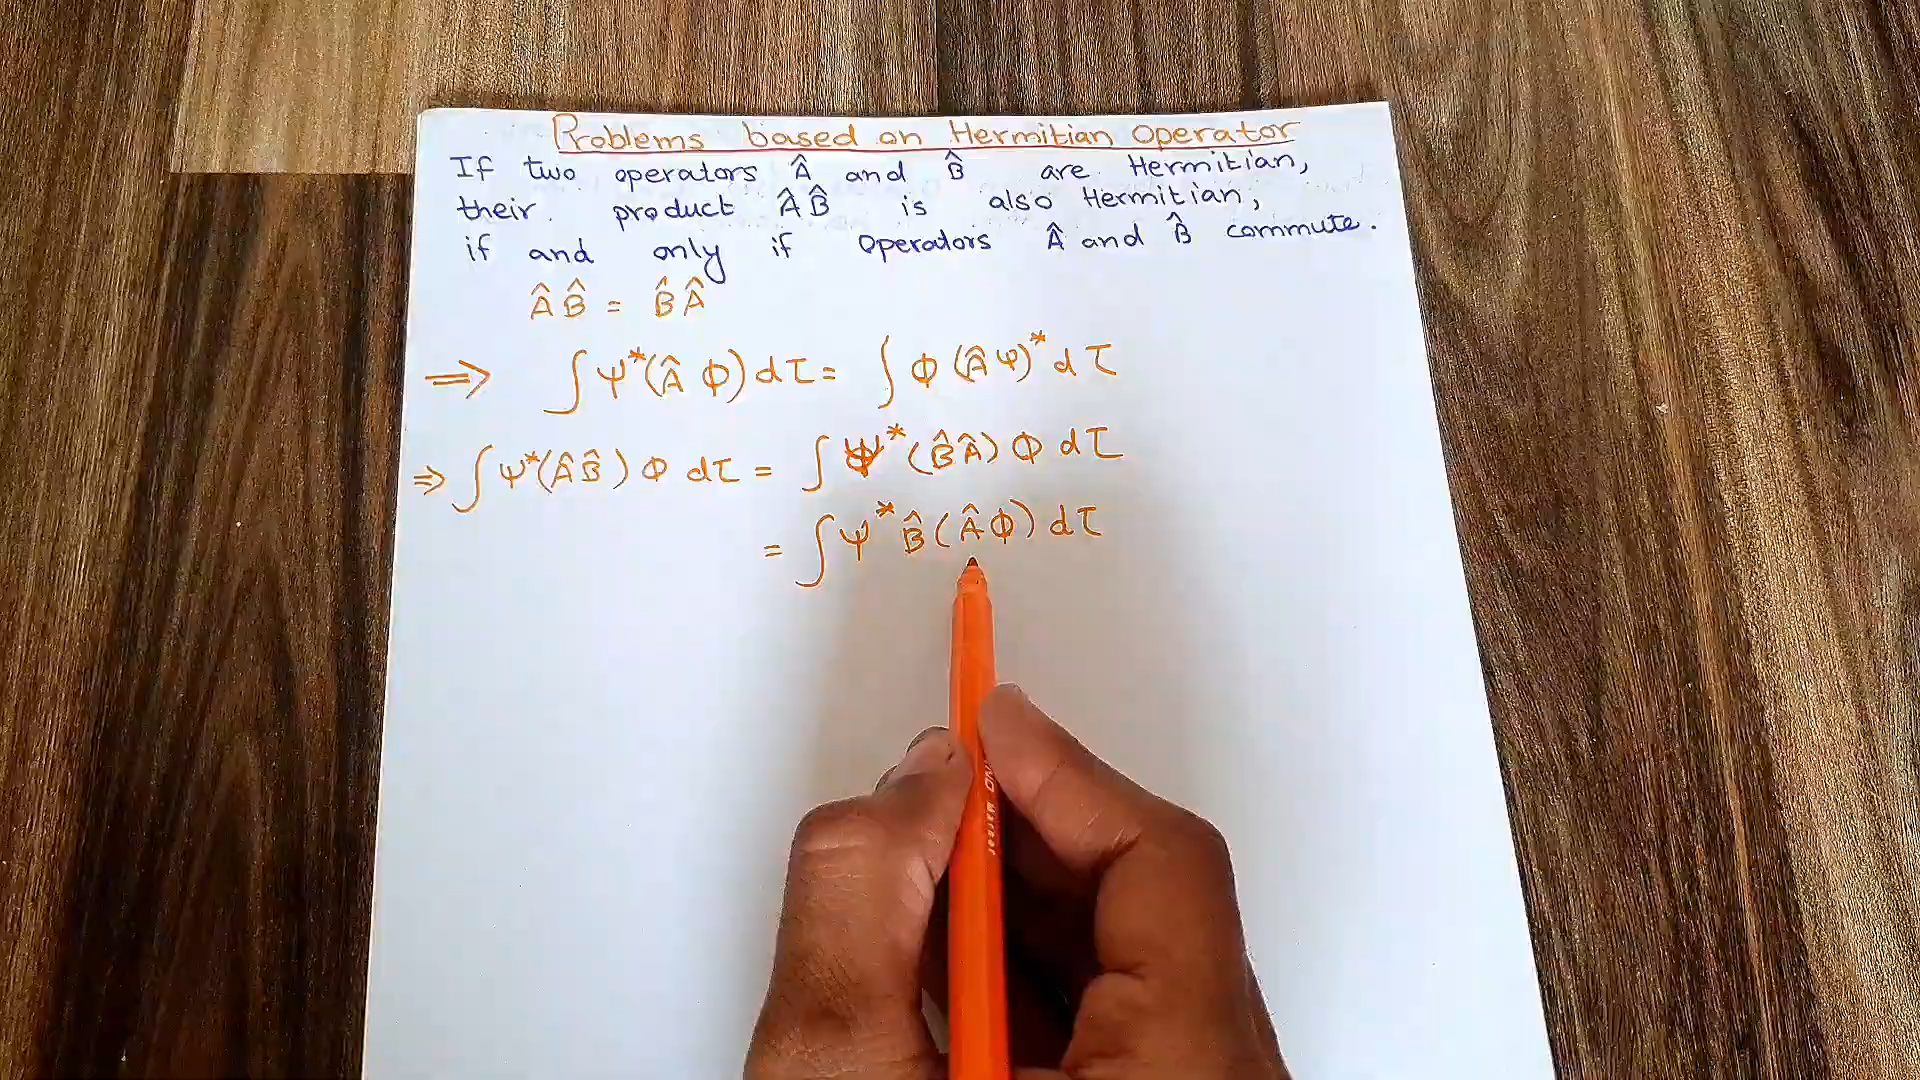 Problems based on Hermitian Operator
If two operators Â and B̂ are Hermitian,
their product ÂB̂ is also Hermitian,
if and only if Operators Â and B̂ commute.
ÂB̂ = B̂Â
⇒ ∫ψ*(Âϕ)dτ = ∫ϕ(Âψ)*dτ
⇒ ∫ψ*(ÂB̂)ϕ dτ = ∫ψ*(B̂Â)ϕ dτ
= ∫ψ*B̂(Âϕ)dτ